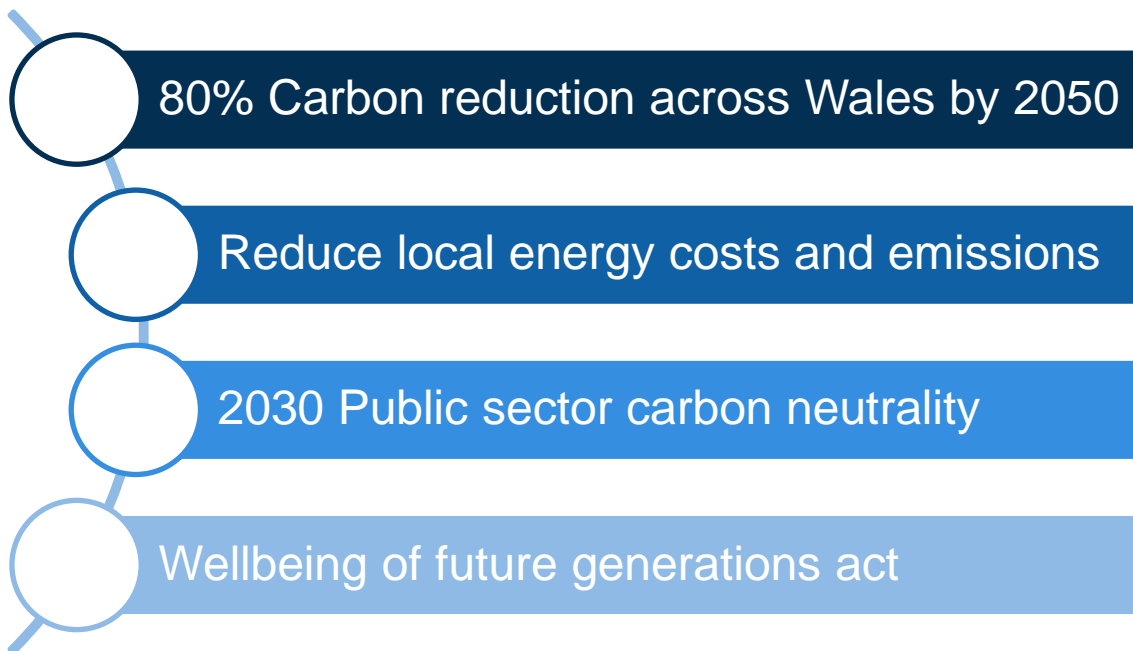 80% Carbon reduction across Wales by 2050
Reduce local energy costs and emissions
2030 Public sector carbon neutrality
Wellbeing of future generations act